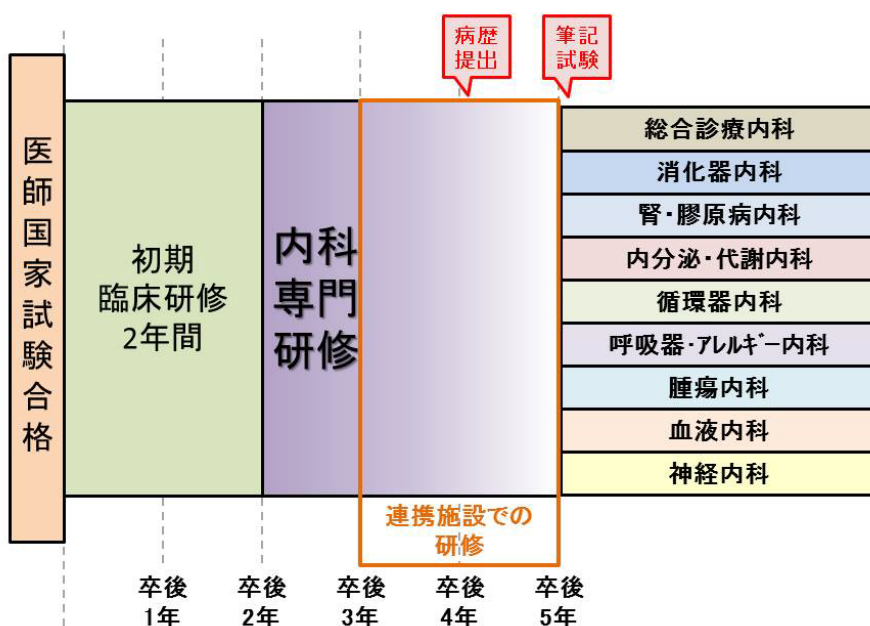 病歴
提出
筆記
試験
医師国家試験合格
初期
臨床研修
2年間
内科
専門
研修
総合診療内科
消化器内科
腎・膠原病内科
内分泌・代謝内科
循環器内科
呼吸器・アレルギー内科
腫瘍内科
血液内科
神経内科
連携施設での
研修
卒後
1年
卒後
2年
卒後
3年
卒後
4年
卒後
5年